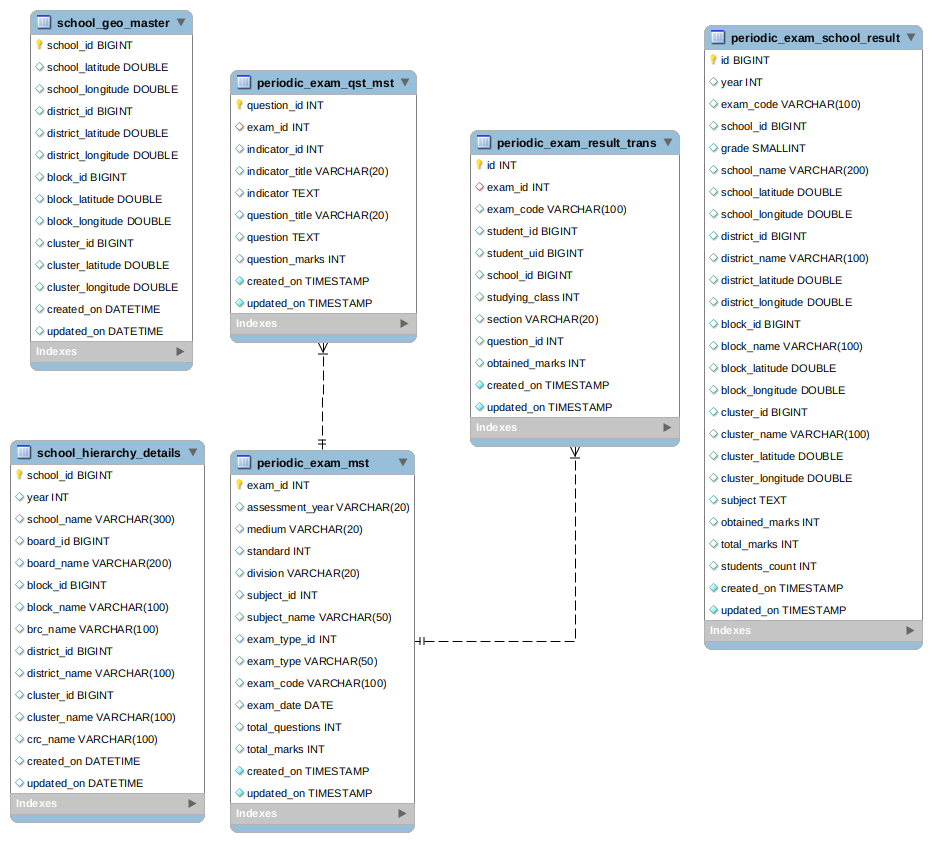 school_geo_master
school_id BIGINT
school_latitude DOUBLE
school_longitude DOUBLE
district_id BIGINT
district_latitude DOUBLE
district_longitude DOUBLE
block_id BIGINT
block_latitude DOUBLE
block_longitude DOUBLE
cluster_id BIGINT
cluster_latitude DOUBLE
cluster_longitude DOUBLE
created_on DATETIME
updated_on DATETIME
Indexes
school_hierarchy_details
school_id BIGINT
year INT
school_name VARCHAR(300)
board_id BIGINT
board_name VARCHAR(200)
block_id BIGINT
block_name VARCHAR(100)
brc_name VARCHAR(100)
district_id BIGINT
district_name VARCHAR(100)
cluster_id BIGINT
cluster_name VARCHAR(100)
crc_name VARCHAR(100)
created_on DATETIME
updated_on DATETIME
Indexes
periodic_exam_qst_mst
question_id INT
exam_id INT
indicator_id INT
indicator_title VARCHAR(20)
indicator TEXT
question_title VARCHAR(20)
question TEXT
question_marks INT
created_on TIMESTAMP
updated_on TIMESTAMP
Indexes
periodic_exam_mst
exam_id INT
assessment_year VARCHAR(20)
medium VARCHAR(20)
standard INT
division VARCHAR(20)
subject_id INT
subject_name VARCHAR(50)
exam_type_id INT
exam_type VARCHAR(50)
exam_code VARCHAR(100)
exam_date DATE
total_questions INT
total_marks INT
created_on TIMESTAMP
updated_on TIMESTAMP
Indexes
periodic_exam_result_trans
id INT
exam_id INT
exam_code VARCHAR(100)
student_id BIGINT
student_uid BIGINT
school_id BIGINT
studying_class INT
section VARCHAR(20)
question_id INT
obtained_marks INT
created_on TIMESTAMP
updated_on TIMESTAMP
Indexes
periodic_exam_school_result
id BIGINT
year INT
exam_code VARCHAR(100)
school_id BIGINT
grade SMALLINT
school_name VARCHAR(200)
school_latitude DOUBLE
school_longitude DOUBLE
district_id BIGINT
district_name VARCHAR(100)
district_latitude DOUBLE
district_longitude DOUBLE
block_id BIGINT
block_name VARCHAR(100)
block_latitude DOUBLE
block_longitude DOUBLE
cluster_id BIGINT
cluster_name VARCHAR(100)
cluster_latitude DOUBLE
cluster_longitude DOUBLE
subject TEXT
obtained_marks INT
total_marks INT
students_count INT
created_on TIMESTAMP
updated_on TIMESTAMP
Indexes